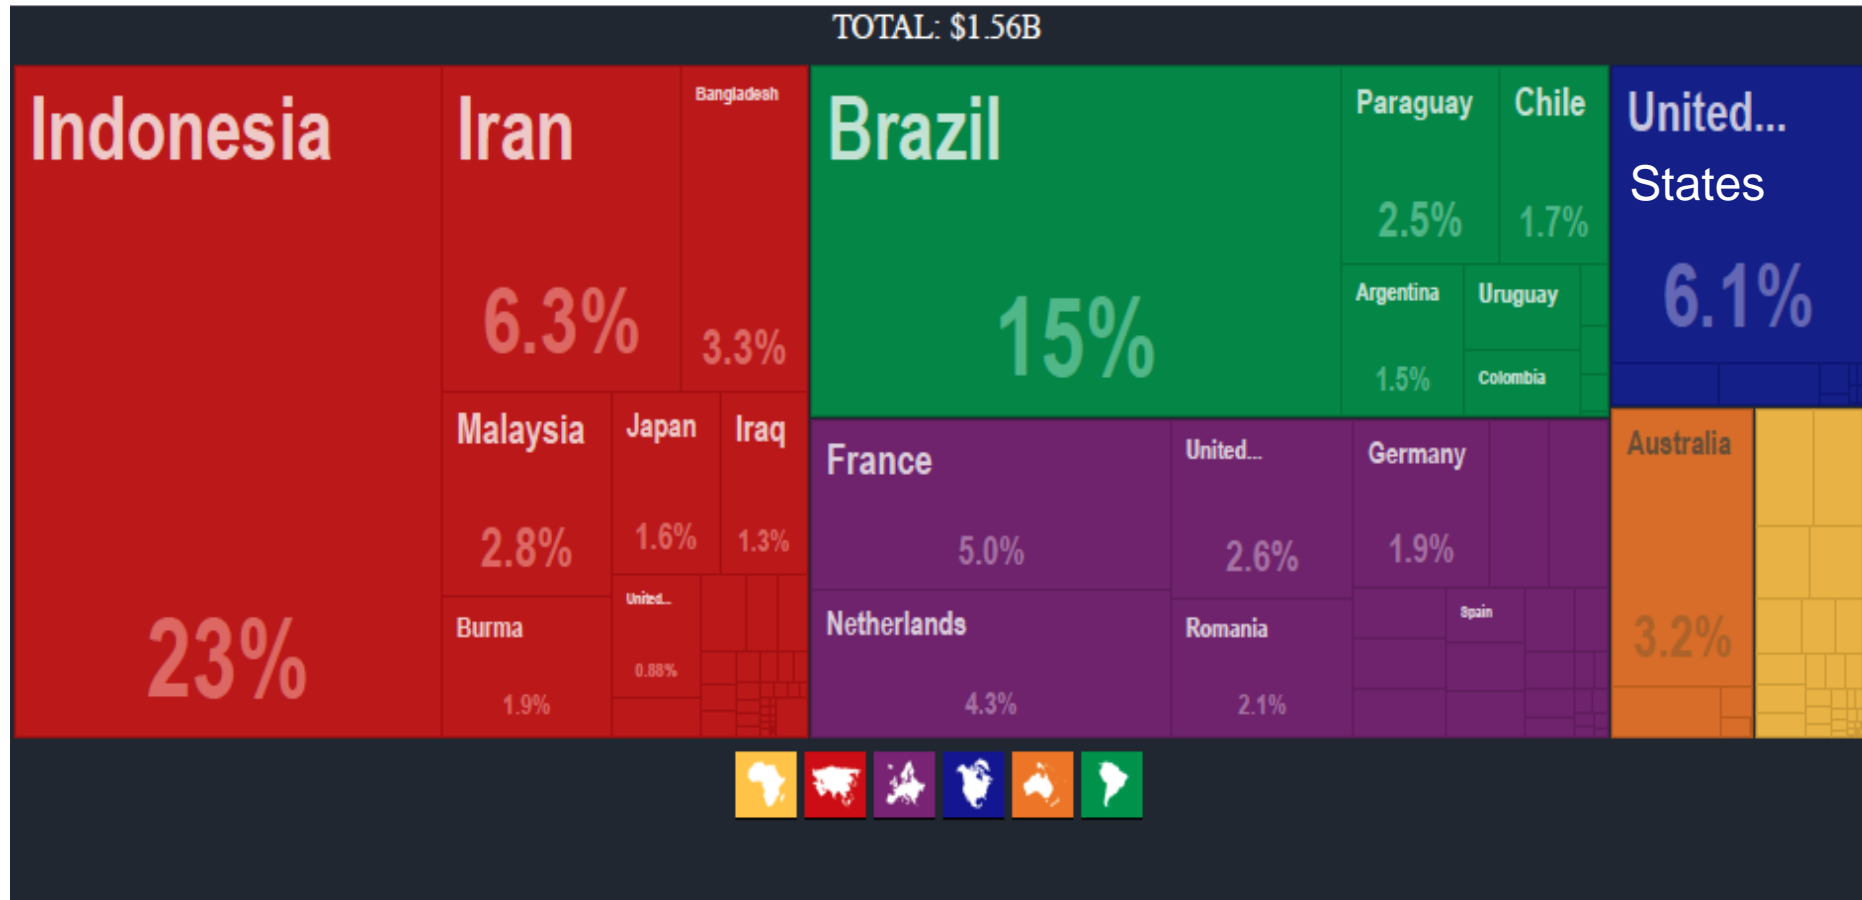 TOTAL: $1.56B
Indonesia
23%
Iran
6.3%
Bangladesh
3.3%
Malaysia
2.8%
Japan
1.6%
Iraq
1.3%
Burma
1.9%
United...
0.88%
Brazil
15%
Paraguay
2.5%
Chile
1.7%
Argentina
1.5%
Uruguay
Colombia
France
5.0%
United...
2.6%
Germany
1.9%
Netherlands
4.3%
Romania
2.1%
Spain
United...
States
6.1%
Australia
3.2%